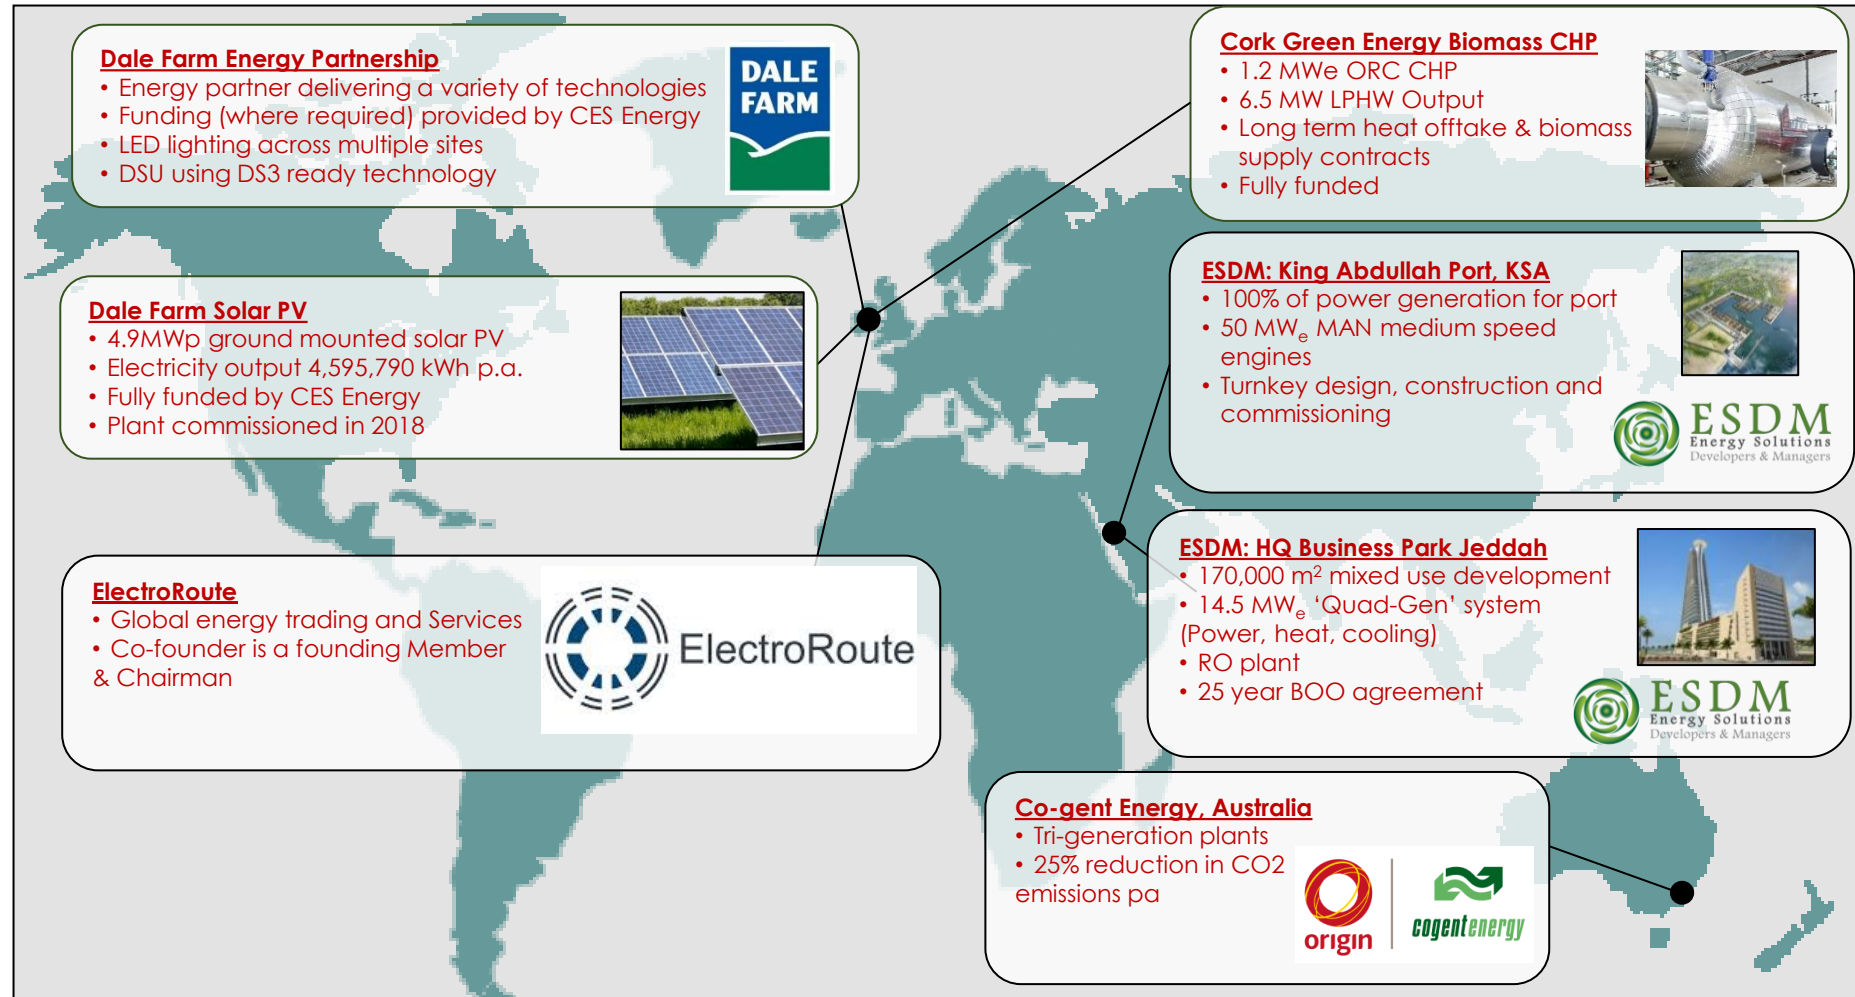 Dale Farm Energy Partnership
• Energy partner delivering a variety of technologies
• Funding (where required) provided by CES Energy
• LED lighting across multiple sites
• DSU using DS3 ready technology
DALE
FARM
Cork Green Energy Biomass CHP
• 1.2 MWe ORC CHP
• 6.5 MW LPHW Output
• Long term heat offtake & biomass
supply contracts
• Fully funded
Dale Farm Solar PV
• 4.9MWp ground mounted solar PV
• Electricity output 4,595,790 kWh p.a.
• Fully funded by CES Energy
• Plant commissioned in 2018
ESDM: King Abdullah Port, KSA
• 100% of power generation for port
• 50 MWe MAN medium speed
engines
• Turnkey design, construction and
commissioning
ESDM
Energy Solutions
Developers & Managers
ElectroRoute
• Global energy trading and Services
• Co-founder is a founding Member
& Chairman
ElectroRoute
ESDM: HQ Business Park Jeddah
• 170,000 m² mixed use development
• 14.5 MWe ‘Quad-Gen’ system
(Power, heat, cooling)
• RO plant
• 25 year BOO agreement
ESDM
Energy Solutions
Developers & Managers
Co-gent Energy, Australia
• Tri-generation plants
• 25% reduction in CO2
emissions pa
origin
cogentenergy